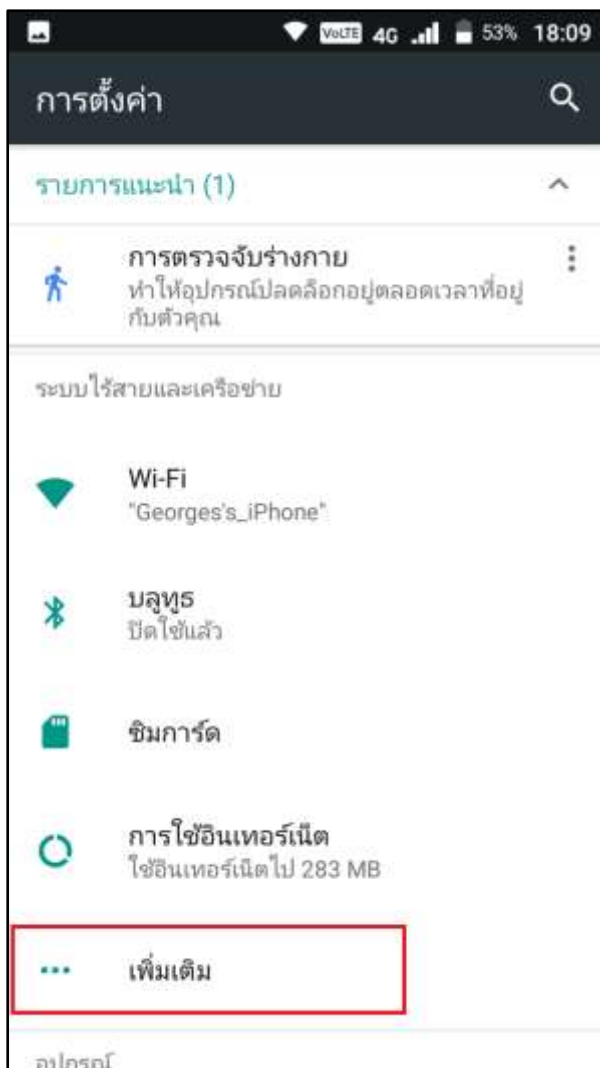 VoLTE 4G 53% 18:09
การตั้งค่า
รายการแนะนำ (1)
การตรวจจับร่างกาย
ทำให้อุปกรณ์ปลดล็อกอยู่ตลอดเวลาที่อยู่
กับตัวคุณ
ระบบไร้สายและเครือข่าย
Wi-Fi
"Georges's_iPhone"
บลูทูธ
ปิดใช้แล้ว
ซิมการ์ด
การใช้อินเทอร์เน็ต
ใช้อินเทอร์เน็ตไป 283 MB
เพิ่มเติม
อุปกรณ์